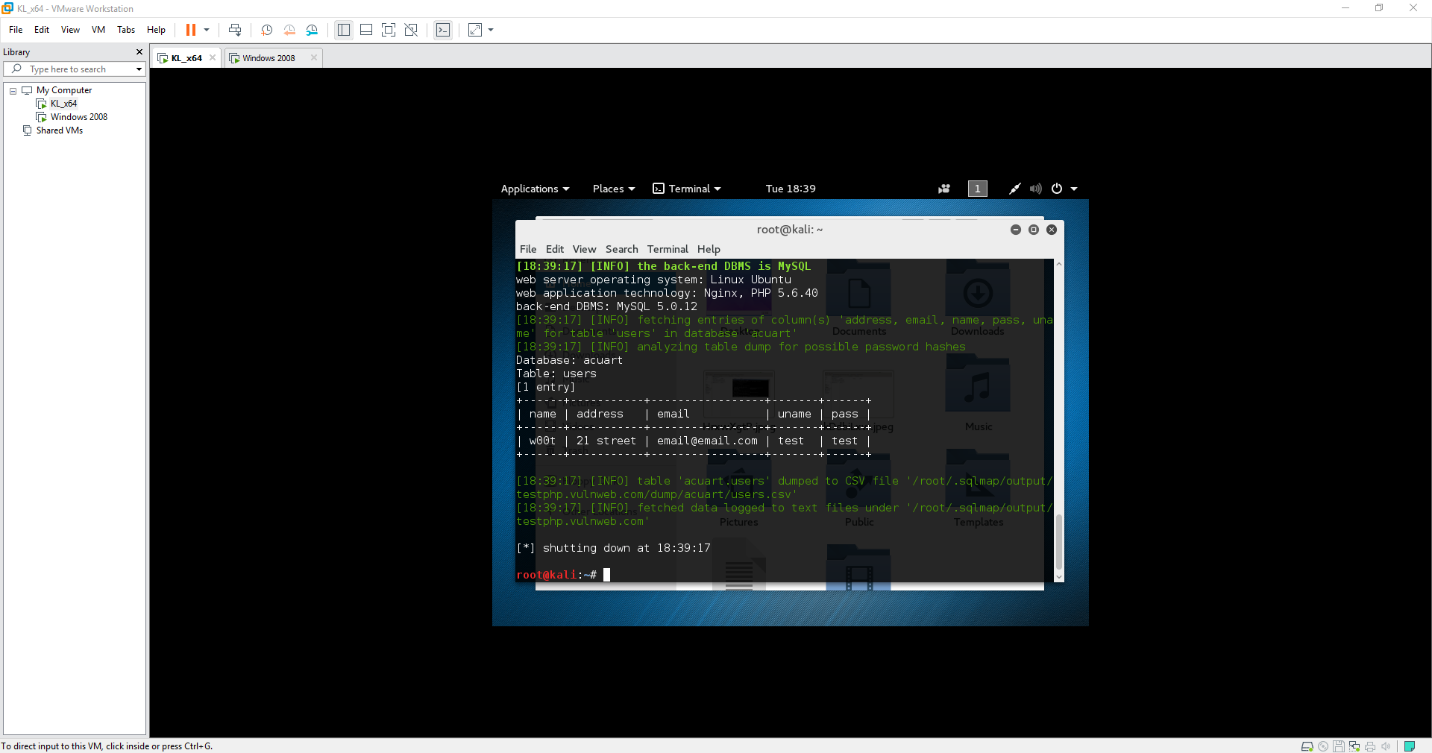 KL_x64 - VMware Workstation
File Edit View VM Tabs Help
Library
Type here to search
My Computer
KL_x64
Windows 2008
Shared VMs
KL_x64
Windows 2008
Applications Places Terminal Tue 18:39 1
root@kali: ~
File Edit View Search Terminal Help
[18:39:17] [INFO] the back-end DBMS is MySQL
web server operating system: Linux Ubuntu
web application technology: Nginx, PHP 5.6.40
back-end DBMS: MySQL 5.0.12
[18:39:17] [INFO] fetching entries of column(s) 'address, email, name, pass, una
me' for table 'users' in database 'acuart'
[18:39:17] [INFO] analyzing table dump for possible password hashes
Database: acuart
Table: users
[1 entry]
+------+-----------+-----------------+-------+------+
| name | address   | email           | uname | pass |
+------+-----------+-----------------+-------+------+
| w00t | 21 street | email@email.com | test  | test |
+------+-----------+-----------------+-------+------+
[18:39:17] [INFO] table 'acuart.users' dumped to CSV file '/root/.sqlmap/output/
testphp.vulnweb.com/dump/acuart/users.csv'
[18:39:17] [INFO] fetched data logged to text files under '/root/.sqlmap/output/
testphp.vulnweb.com'
[*] shutting down at 18:39:17
root@kali:~#
Documents
Downloads
Music
Pictures
Public
Templates
To direct input to this VM, click inside or press Ctrl+G.